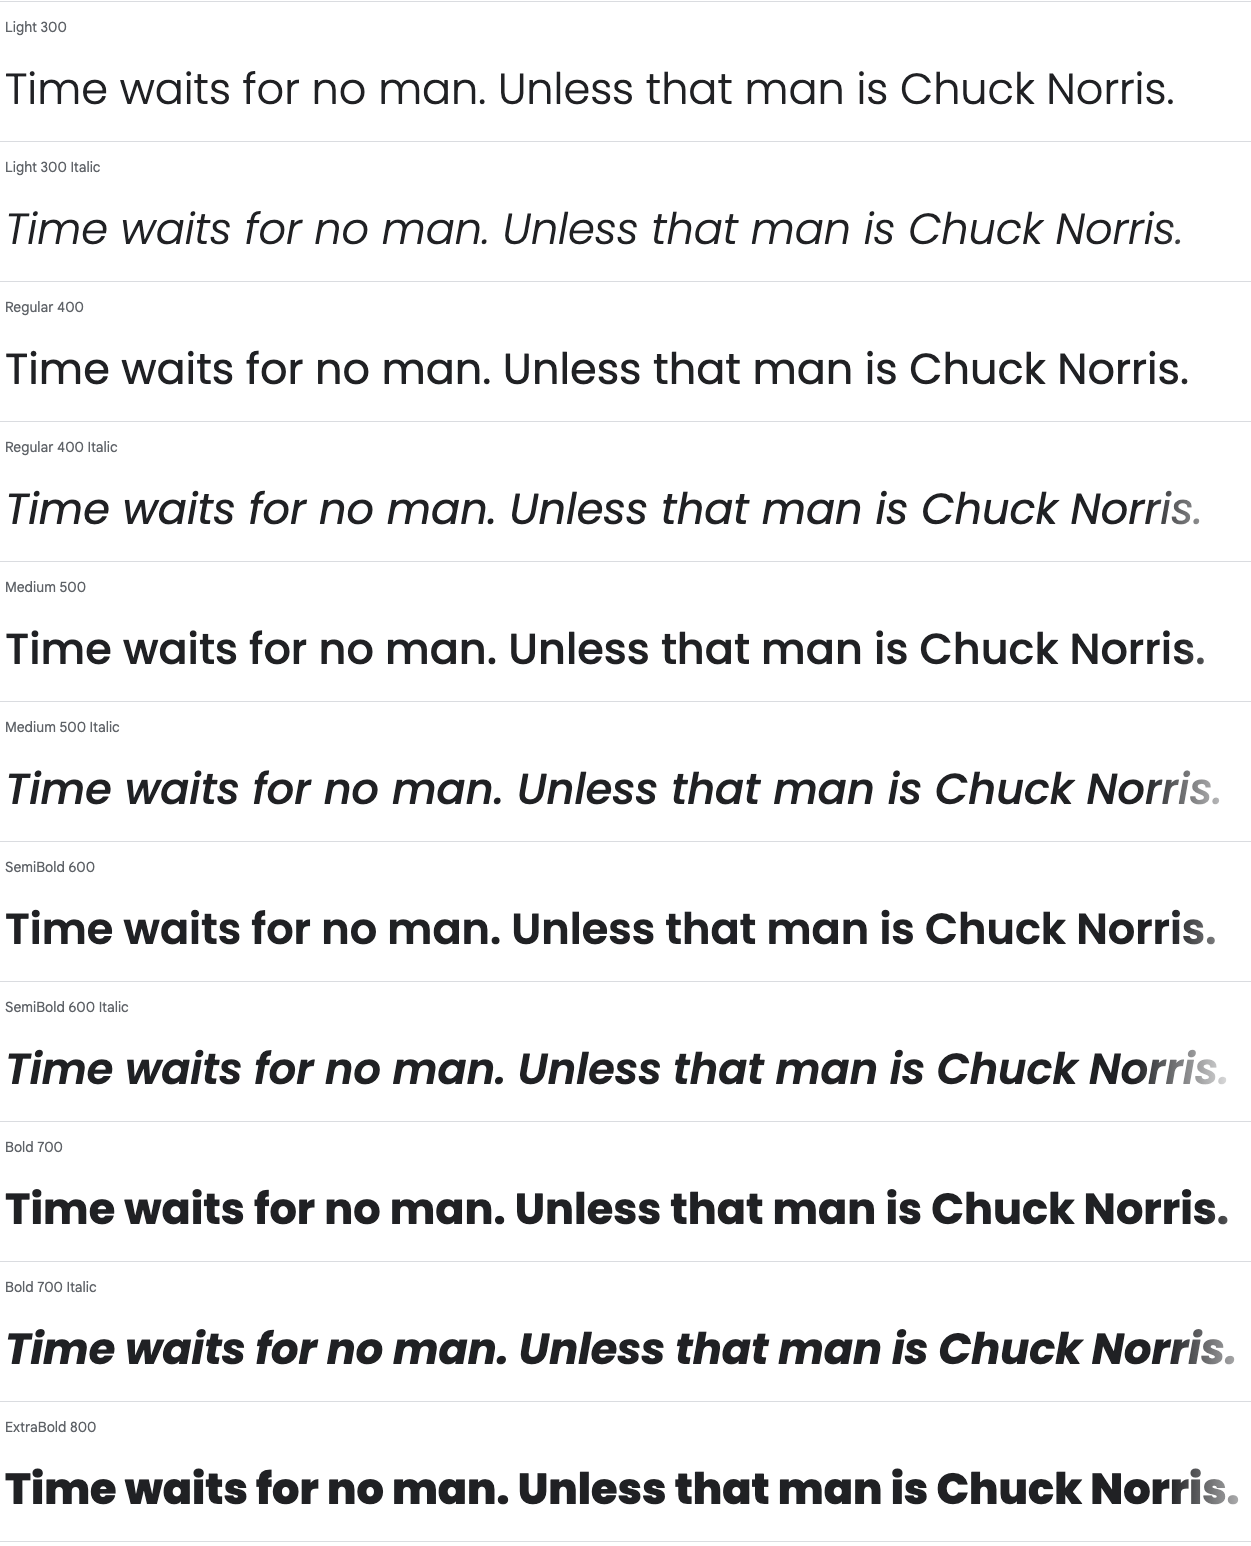 Light 300
Time waits for no man. Unless that man is Chuck Norris.
Light 300 Italic
Time waits for no man. Unless that man is Chuck Norris.
Regular 400
Time waits for no man. Unless that man is Chuck Norris.
Regular 400 Italic
Time waits for no man. Unless that man is Chuck Norris.
Medium 500
Time waits for no man. Unless that man is Chuck Norris.
Medium 500 Italic
Time waits for no man. Unless that man is Chuck Norris.
SemiBold 600
Time waits for no man. Unless that man is Chuck Norris.
SemiBold 600 Italic
Time waits for no man. Unless that man is Chuck Norris.
Bold 700
Time waits for no man. Unless that man is Chuck Norris.
Bold 700 Italic
Time waits for no man. Unless that man is Chuck Norris.
ExtraBold 800
Time waits for no man. Unless that man is Chuck Norris.